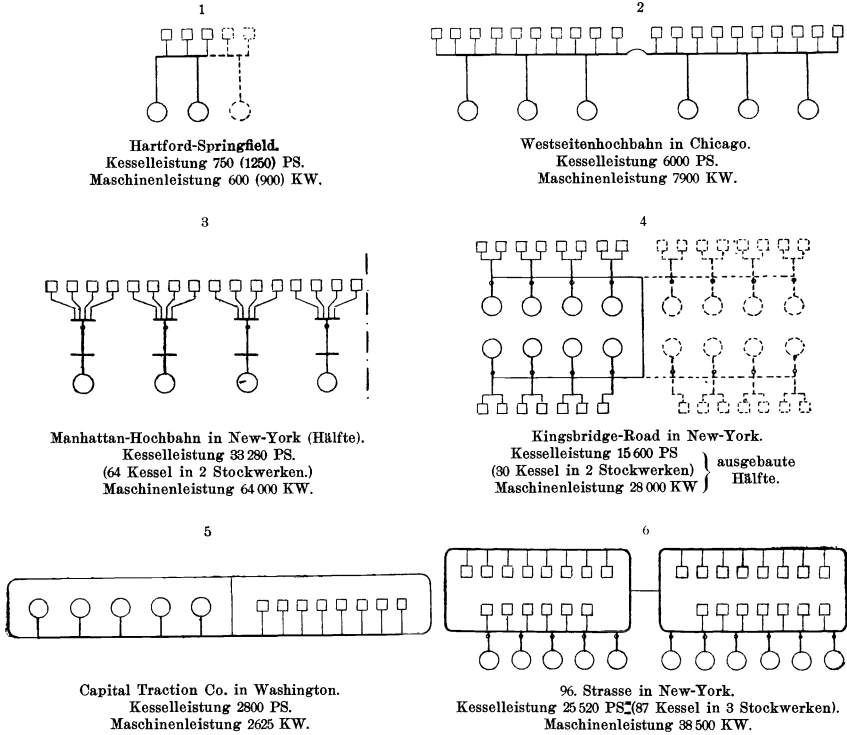 1
Hartford-Springfield.
Kesselleistung 750 (1250) PS.
Maschinenleistung 600 (900) KW.
2
Westseitenhochbahn in Chicago.
Kesselleistung 6000 PS.
Maschinenleistung 7900 KW.
3
Manhattan-Hochbahn in New-York (Hälfte).
Kesselleistung 33 280 PS.
(64 Kessel in 2 Stockwerken.)
Maschinenleistung 64 000 KW.
4
Kingsbridge-Road in New-York.
Kesselleistung 15 600 PS
(30 Kessel in 2 Stockwerken)
Maschinenleistung 28 000 KW
ausgebaute
Hälfte.
5
Capital Traction Co. in Washington.
Kesselleistung 2800 PS.
Maschinenleistung 2625 KW.
6
96. Strasse in New-York.
Kesselleistung 25 520 PS. (87 Kessel in 3 Stockwerken).
Maschinenleistung 38 500 KW.